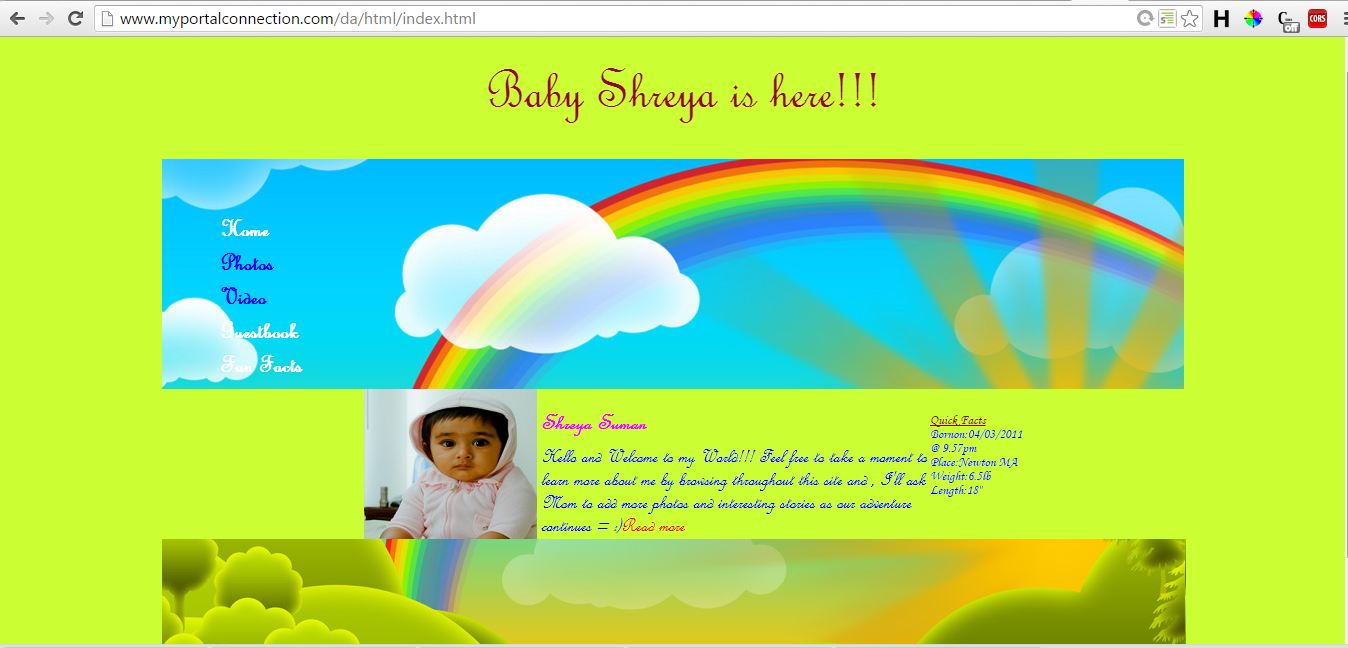 www.myportalconnection.com/da/html/index.html
H
off
CORS
Baby Shreya is here!!!
Home
Photos
Video
Guestbook
Fun Facts
Shreya Suman
Hello and Welcome to my World!!! Feel free to take a moment to
learn more about me by browsing throughout this site and , I'll ask
Mom to add more photos and interesting stories as our adventure
continues = :)Read more
Quick Facts
Bornon:04/03/2011
@ 9.57pm
Place:Newton MA
Weight:6.5lb
Length:18"